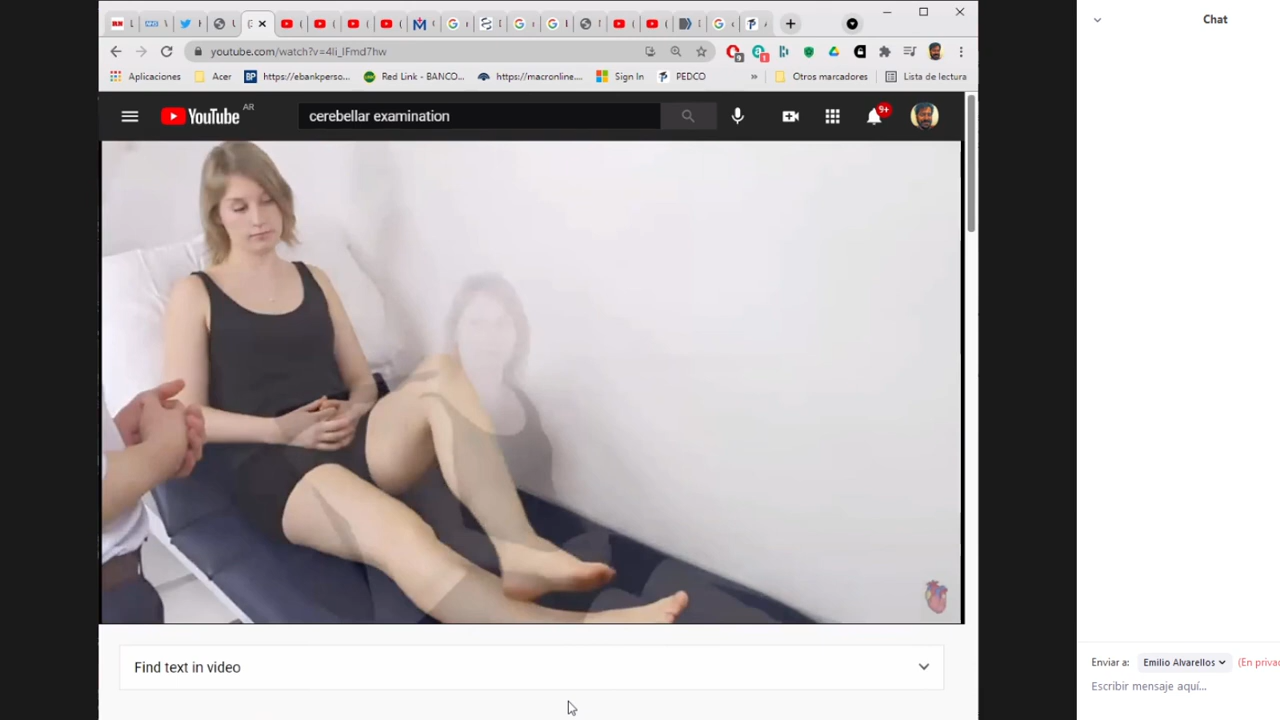 youtube.com/watch?v=4Ii_IFmd7hw
Aplicaciones
Acer
https://ebankperso...
Red Link - BANCO...
https://macronline...
Sign In
PEDCO
»
Otros marcadores
Lista de lectura
YouTube AR
cerebellar examination
9+
Find text in video
Chat
Enviar a: Emilio Alvarellos (En priva
Escribir mensaje aquí...